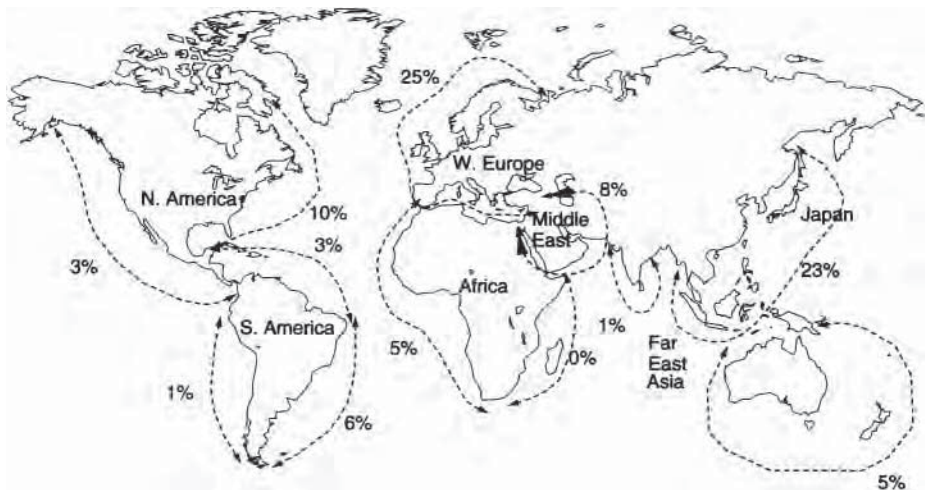 25%
W. Europe
N. America
8%
Middle
East
Japan
10%
3%
3%
Africa
23%
S. America
1%
5%
0%
Far
East
Asia
1%
6%
5%